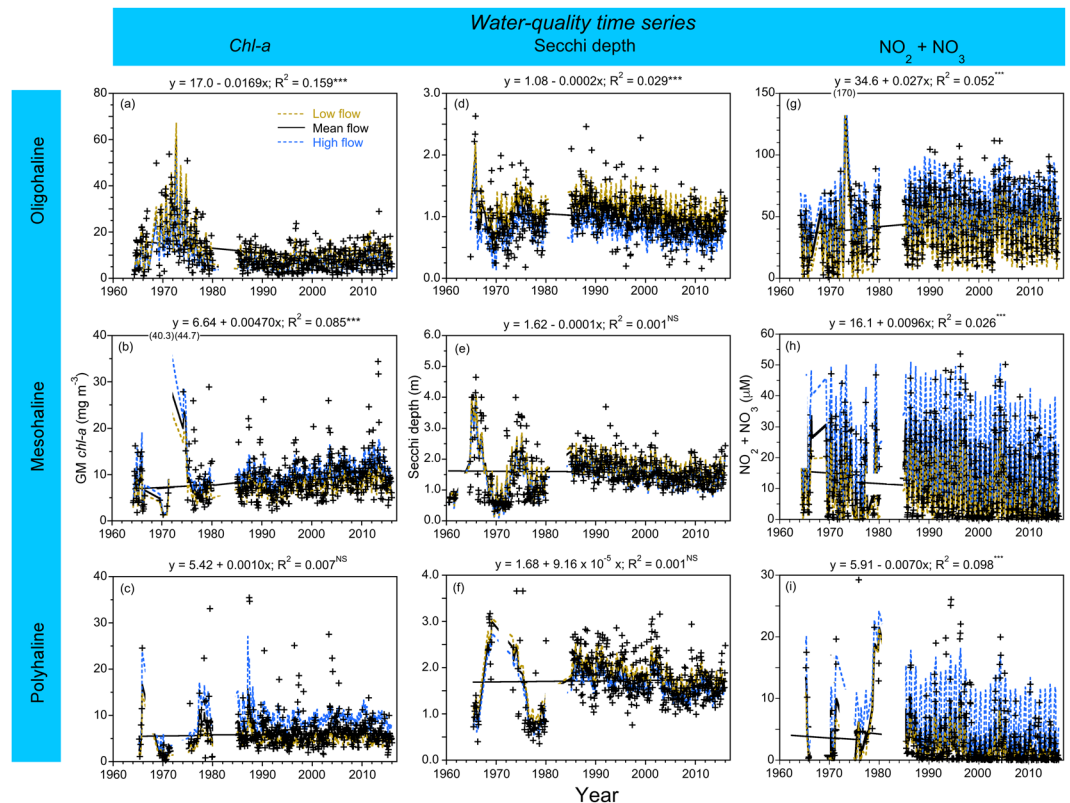 Water-quality time series
Chl-a
Secchi depth
NO2 + NO3
Oligohaline
Mesohaline
Polyhaline
y = 17.0 - 0.0169x; R2 = 0.159***
(a)
Low flow
Mean flow
High flow
80
60
40
20
0
1960 1970 1980 1990 2000 2010
y = 1.08 - 0.0002x; R2 = 0.029***
(d)
3.0
2.0
1.0
0.0
1960 1970 1980 1990 2000 2010
y = 34.6 + 0.027x; R2 = 0.052***
(170)
(g)
150
100
50
0
1960 1970 1980 1990 2000 2010
y = 6.64 + 0.00470x; R2 = 0.085***
(40.3)(44.7)
(b)
GM chl-a (mg m-3)
40
30
20
10
0
1960 1970 1980 1990 2000 2010
y = 1.62 - 0.0001x; R2 = 0.001NS
(e)
Secchi depth (m)
6.0
5.0
4.0
3.0
2.0
1.0
0.0
1960 1970 1980 1990 2000 2010
y = 16.1 + 0.0096x; R2 = 0.026***
(h)
NO2 + NO3 (µM)
60
50
40
30
20
10
0
1960 1970 1980 1990 2000 2010
y = 5.42 + 0.0010x; R2 = 0.007NS
(c)
40
30
20
10
0
1960 1970 1980 1990 2000 2010
y = 1.68 + 9.16 x 10-5 x; R2 = 0.001NS
(f)
4.0
3.0
2.0
1.0
0.0
1960 1970 1980 1990 2000 2010
y = 5.91 - 0.0070x; R2 = 0.098***
(i)
30
20
10
0
1960 1970 1980 1990 2000 2010
Year